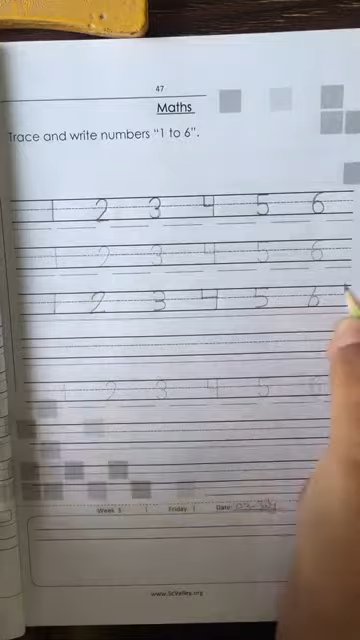 47
Maths
Trace and write numbers "1 to 6".
1 2 3 4 5 6
1 2 3 4 5 6
1 2 3 4 5 6
1 2 3 4 5 6
Week 5 | Friday | Date:
www.ScValley.org